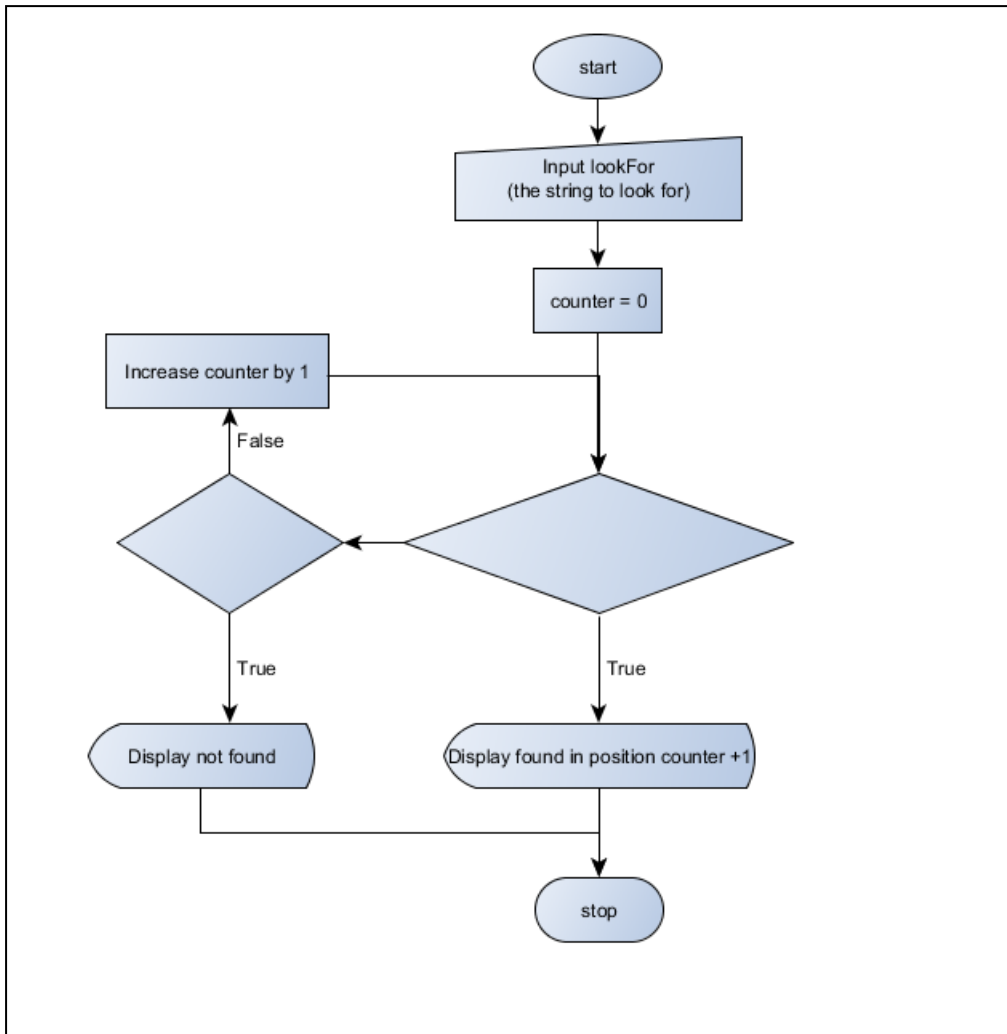 start
Input lookFor
(the string to look for)
counter = 0
Increase counter by 1
False
True
True
Display not found
Display found in position counter +1
stop